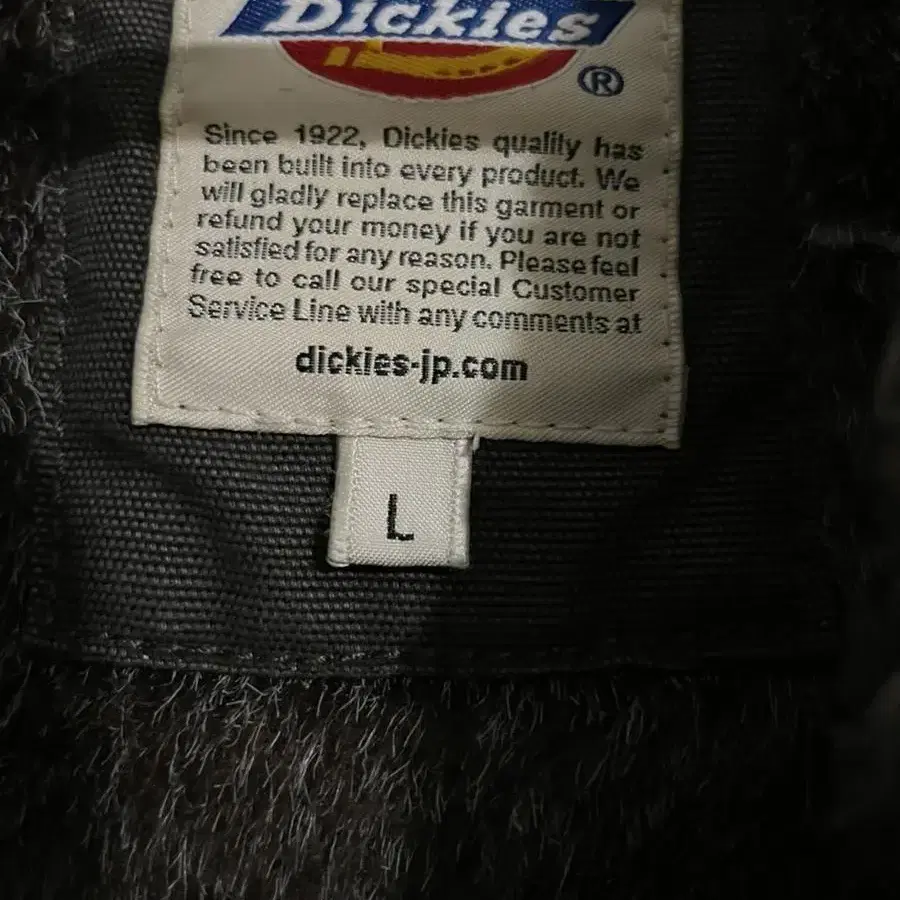 Dickies
®
Since 1922, Dickies quality has
been built into every product. We
will gladly replace this garment or
refund your money if you are not
satisfied for any reason. Please feel
free to call our special Customer
Service Line with any comments at
dickies-jp.com
L